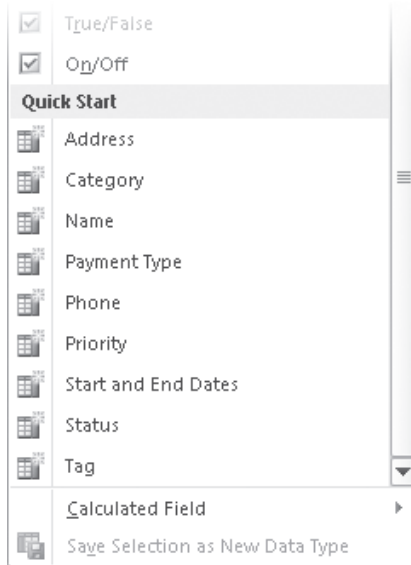 True/False
On/Off
Quick Start
Address
Category
Name
Payment Type
Phone
Priority
Start and End Dates
Status
Tag
Calculated Field
Save Selection as New Data Type